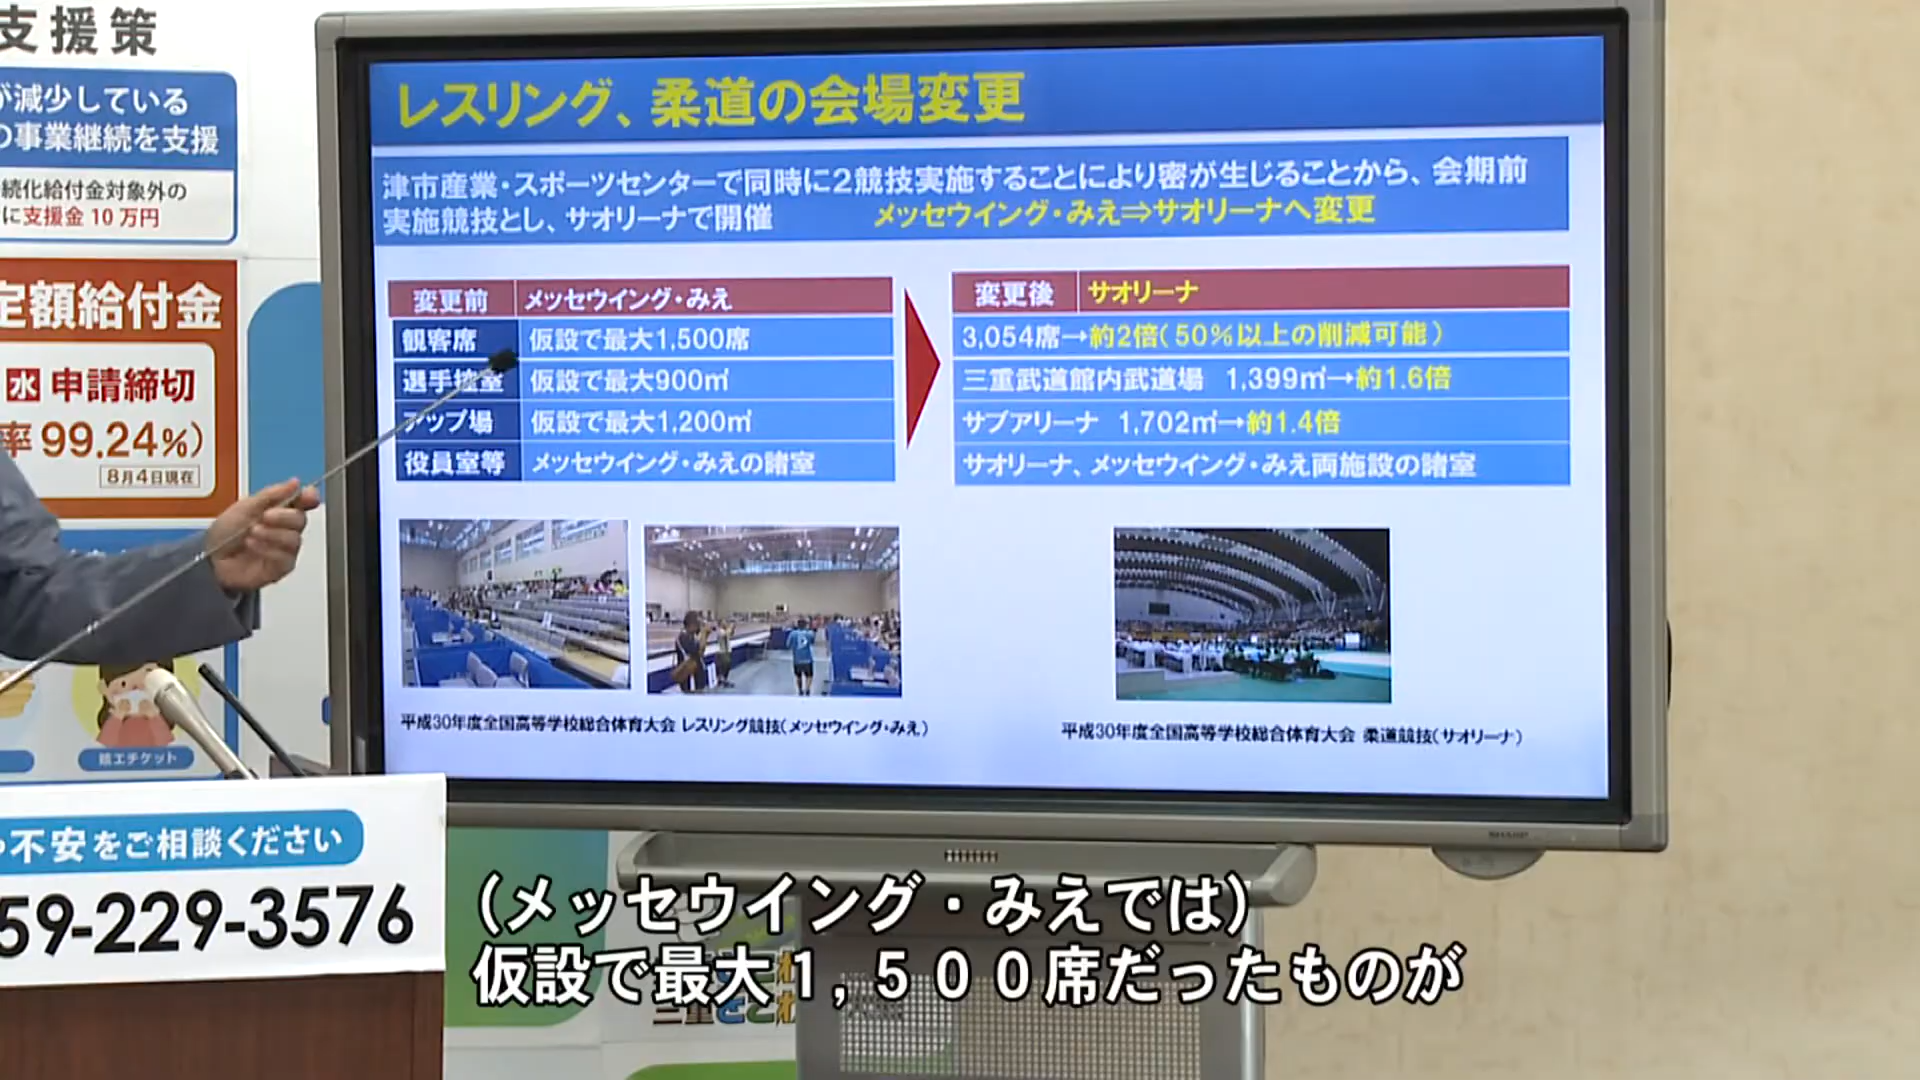 支援策
が減少している
の事業継続を支援
続化給付金対象外の
に支援金10万円
定額給付金
水 申請締切
率 99.24%）
8月4日現在
咳エチケット
不安をご相談ください
59-229-3576
レスリング、柔道の会場変更
津市産業・スポーツセンターで同時に2競技実施することにより密が生じることから、会期前
実施競技とし、サオリーナで開催 メッセウイング・みえ⇒サオリーナへ変更
変更前 メッセウイング・みえ
観客席 仮設で最大1,500席
選手控室 仮設で最大900㎡
アップ場 仮設で最大1,200㎡
役員室等 メッセウイング・みえの諸室
変更後 サオリーナ
3,054席→約2倍（50％以上の削減可能）
三重武道館内武道場 1,399㎡→約1.6倍
サブアリーナ 1,702㎡→約1.4倍
サオリーナ、メッセウイング・みえ両施設の諸室
平成30年度全国高等学校総合体育大会 レスリング競技（メッセウイング・みえ）
平成30年度全国高等学校総合体育大会 柔道競技（サオリーナ）
SHARP
（メッセウイング・みえでは）
仮設で最大１，５００席だったものが